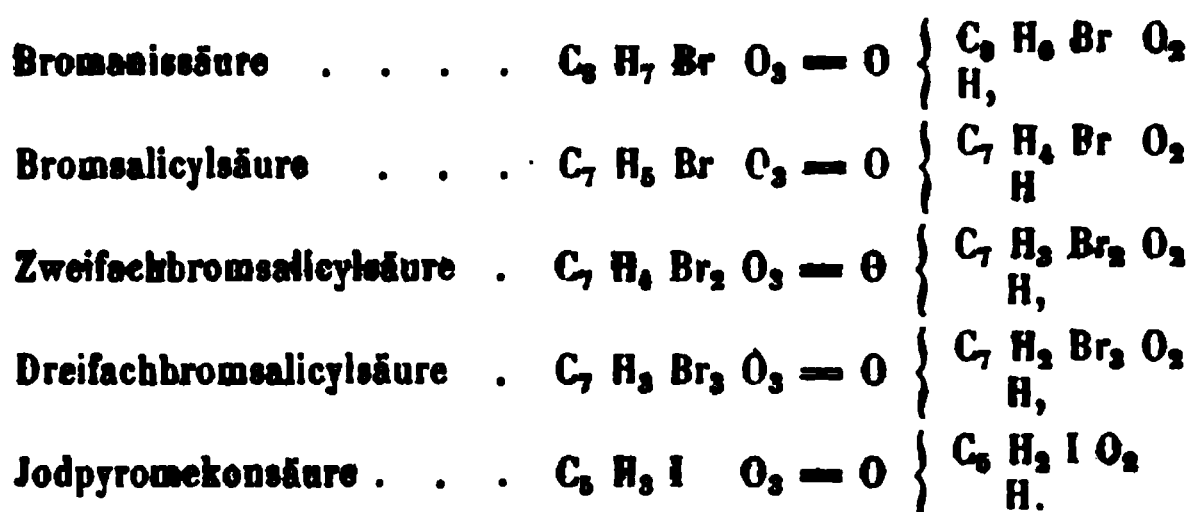 Bromanissäure . . . . C₈ H₇ Br O₃ = O { C₈ H₆ Br O₂
H,
Bromsalicylsäure . . . C₇ H₅ Br O₃ = O { C₇ H₄ Br O₂
H
Zweifachbromsalicylsäure . C₇ H₄ Br₂ O₃ = O { C₇ H₃ Br₂ O₂
H,
Dreifachbromsalicylsäure . C₇ H₃ Br₃ O₃ = O { C₇ H₂ Br₃ O₂
H,
Jodpyromekonsäure . . . C₅ H₃ I O₃ = O { C₅ H₂ I O₂
H.